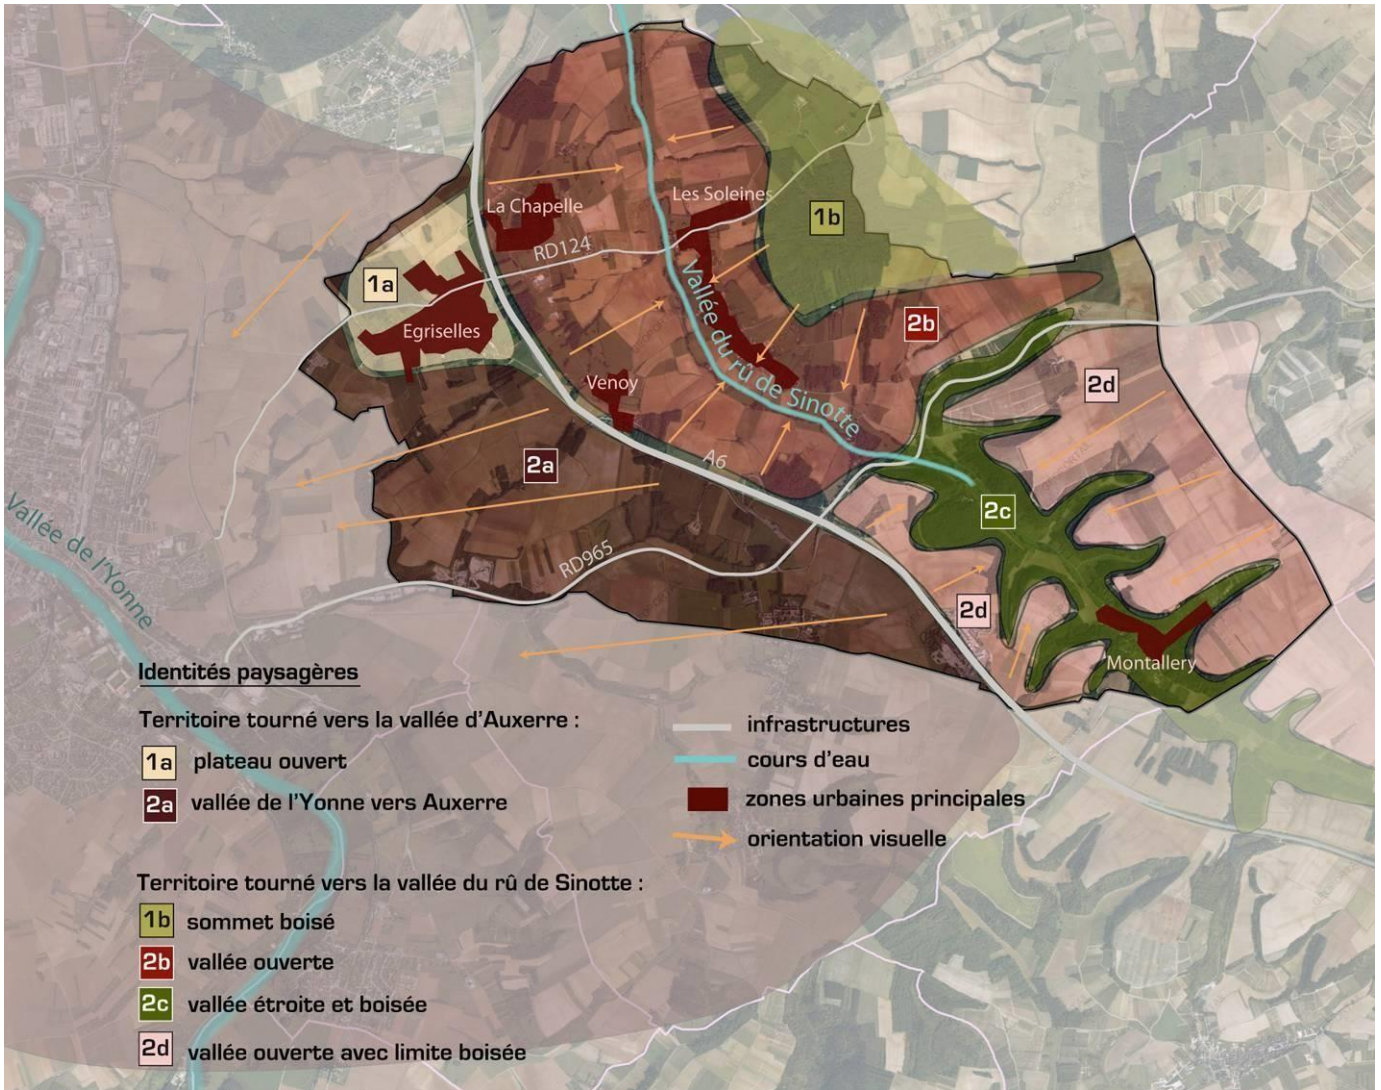 La Chapelle
Les Soleines
RD124
1b
1a
Egriselles
Vallée du rû de Sinotte
2b
Venoy
2d
2a
A6
2c
Vallée de l'Yonne
RD965
2d
Montallery
Identités paysagères
Territoire tourné vers la vallée d'Auxerre :
1a plateau ouvert
2a vallée de l'Yonne vers Auxerre
infrastructures
cours d'eau
zones urbaines principales
orientation visuelle
Territoire tourné vers la vallée du rû de Sinotte :
1b sommet boisé
2b vallée ouverte
2c vallée étroite et boisée
2d vallée ouverte avec limite boisée